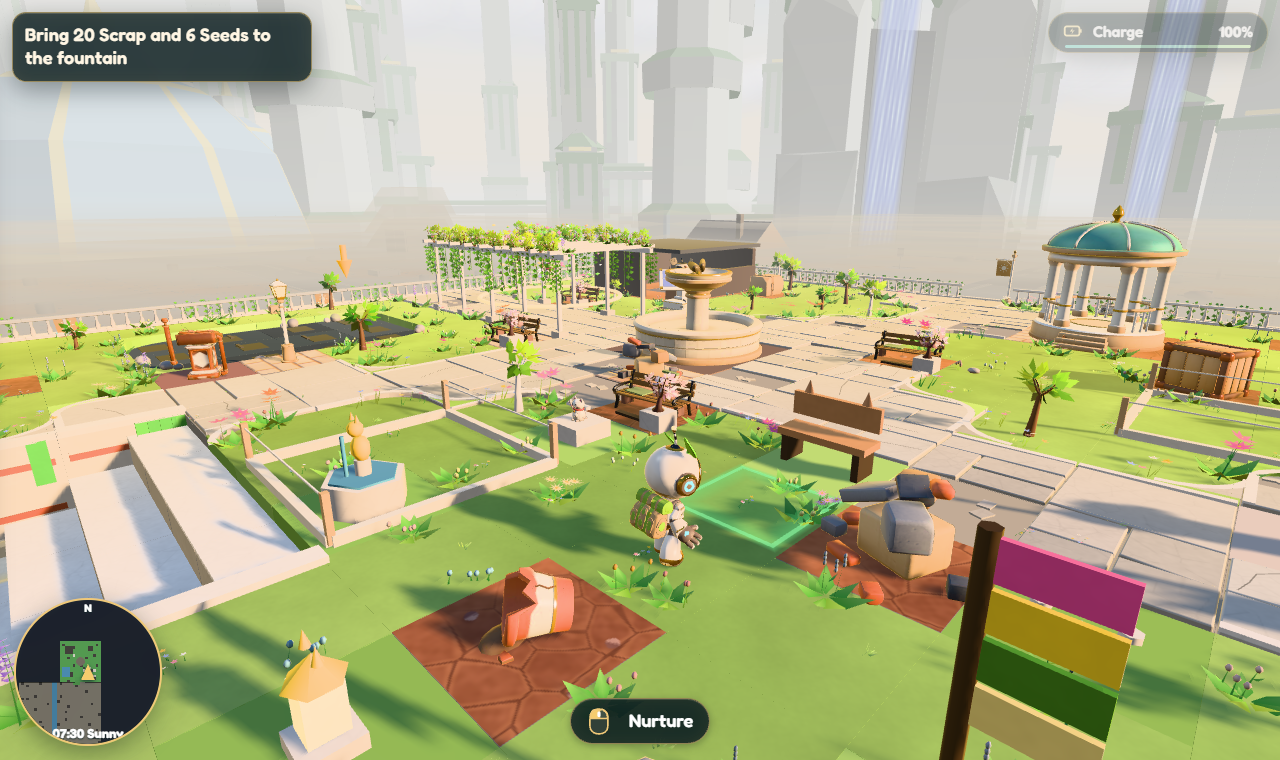 Bring 20 Scrap and 6 Seeds to
the fountain
Charge 100%
N
07:30 Sunny
Nurture